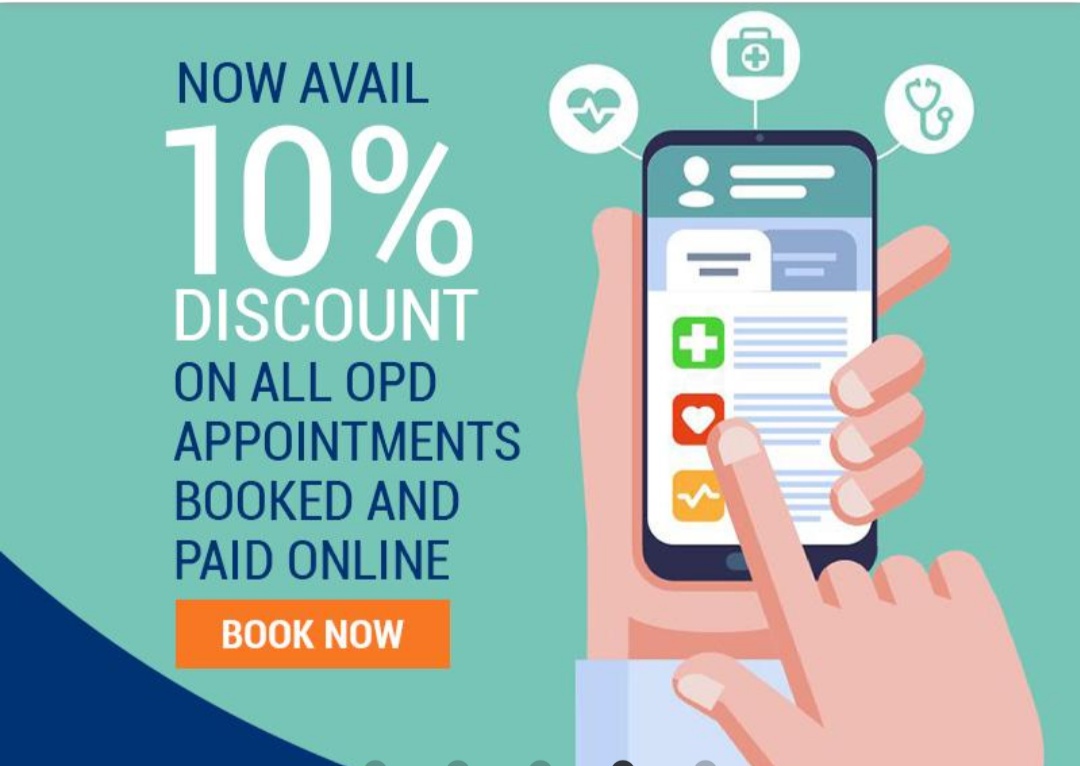 NOW AVAIL
10%
DISCOUNT
ON ALL OPD
APPOINTMENTS
BOOKED AND
PAID ONLINE
BOOK NOW